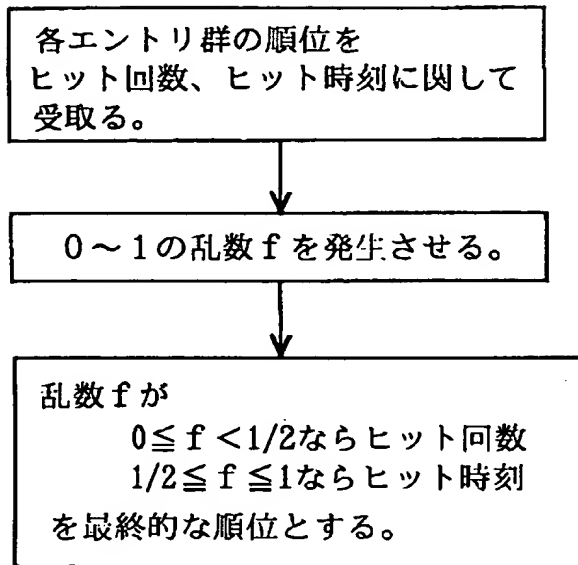 各エントリ群の順位を
ヒット回数、ヒット時刻に関して
受取る。
0～1の乱数fを発生させる。
乱数fが
0≦f<1/2ならヒット回数
1/2≦f≦1ならヒット時刻
を最終的な順位とする。